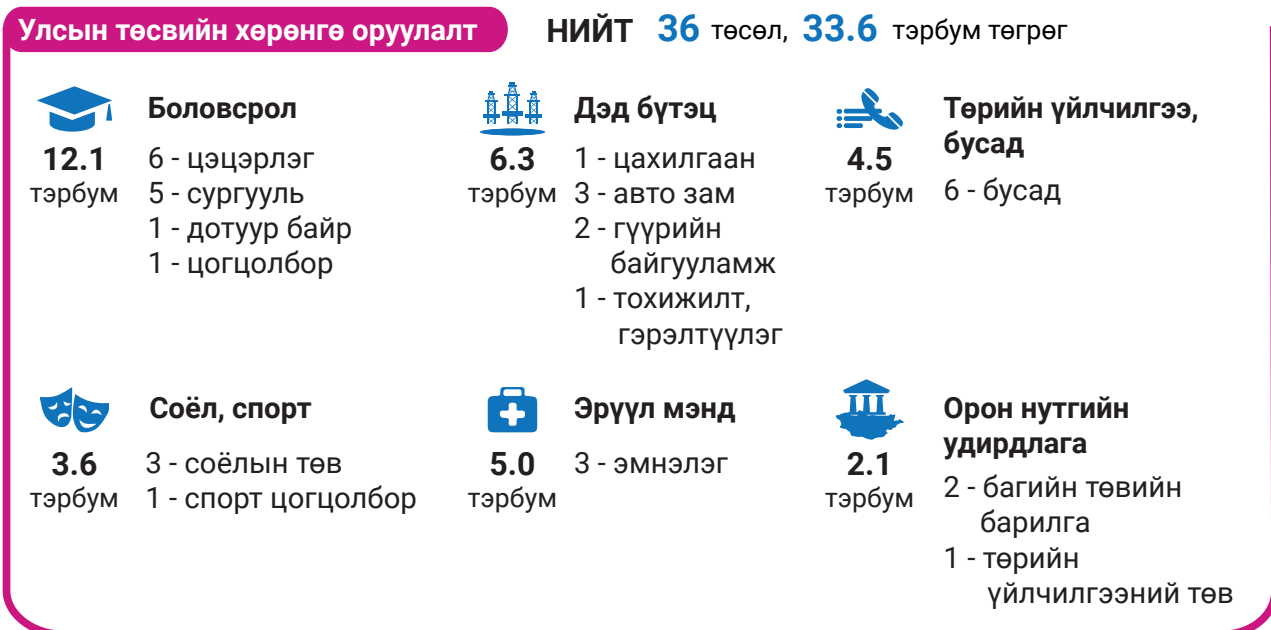 Улсын төсвийн хөрөнгө оруулалт
НИЙТ 36 төсөл, 33.6 тэрбум төгрөг
Боловсрол
12.1
тэрбум
6 - цэцэрлэг
5 - сургууль
1 - дотуур байр
1 - цогцолбор
Дэд бүтэц
6.3
тэрбум
1 - цахилгаан
3 - авто зам
2 - гүүрийн
байгууламж
1 - тохижилт,
гэрэлтүүлэг
Төрийн үйлчилгээ,
бусад
4.5
тэрбум
6 - бусад
Соёл, спорт
3.6
тэрбум
3 - соёлын төв
1 - спорт цогцолбор
Эрүүл мэнд
5.0
тэрбум
3 - эмнэлэг
Орон нутгийн
удирдлага
2.1
тэрбум
2 - багийн төвийн
барилга
1 - төрийн
үйлчилгээний төв